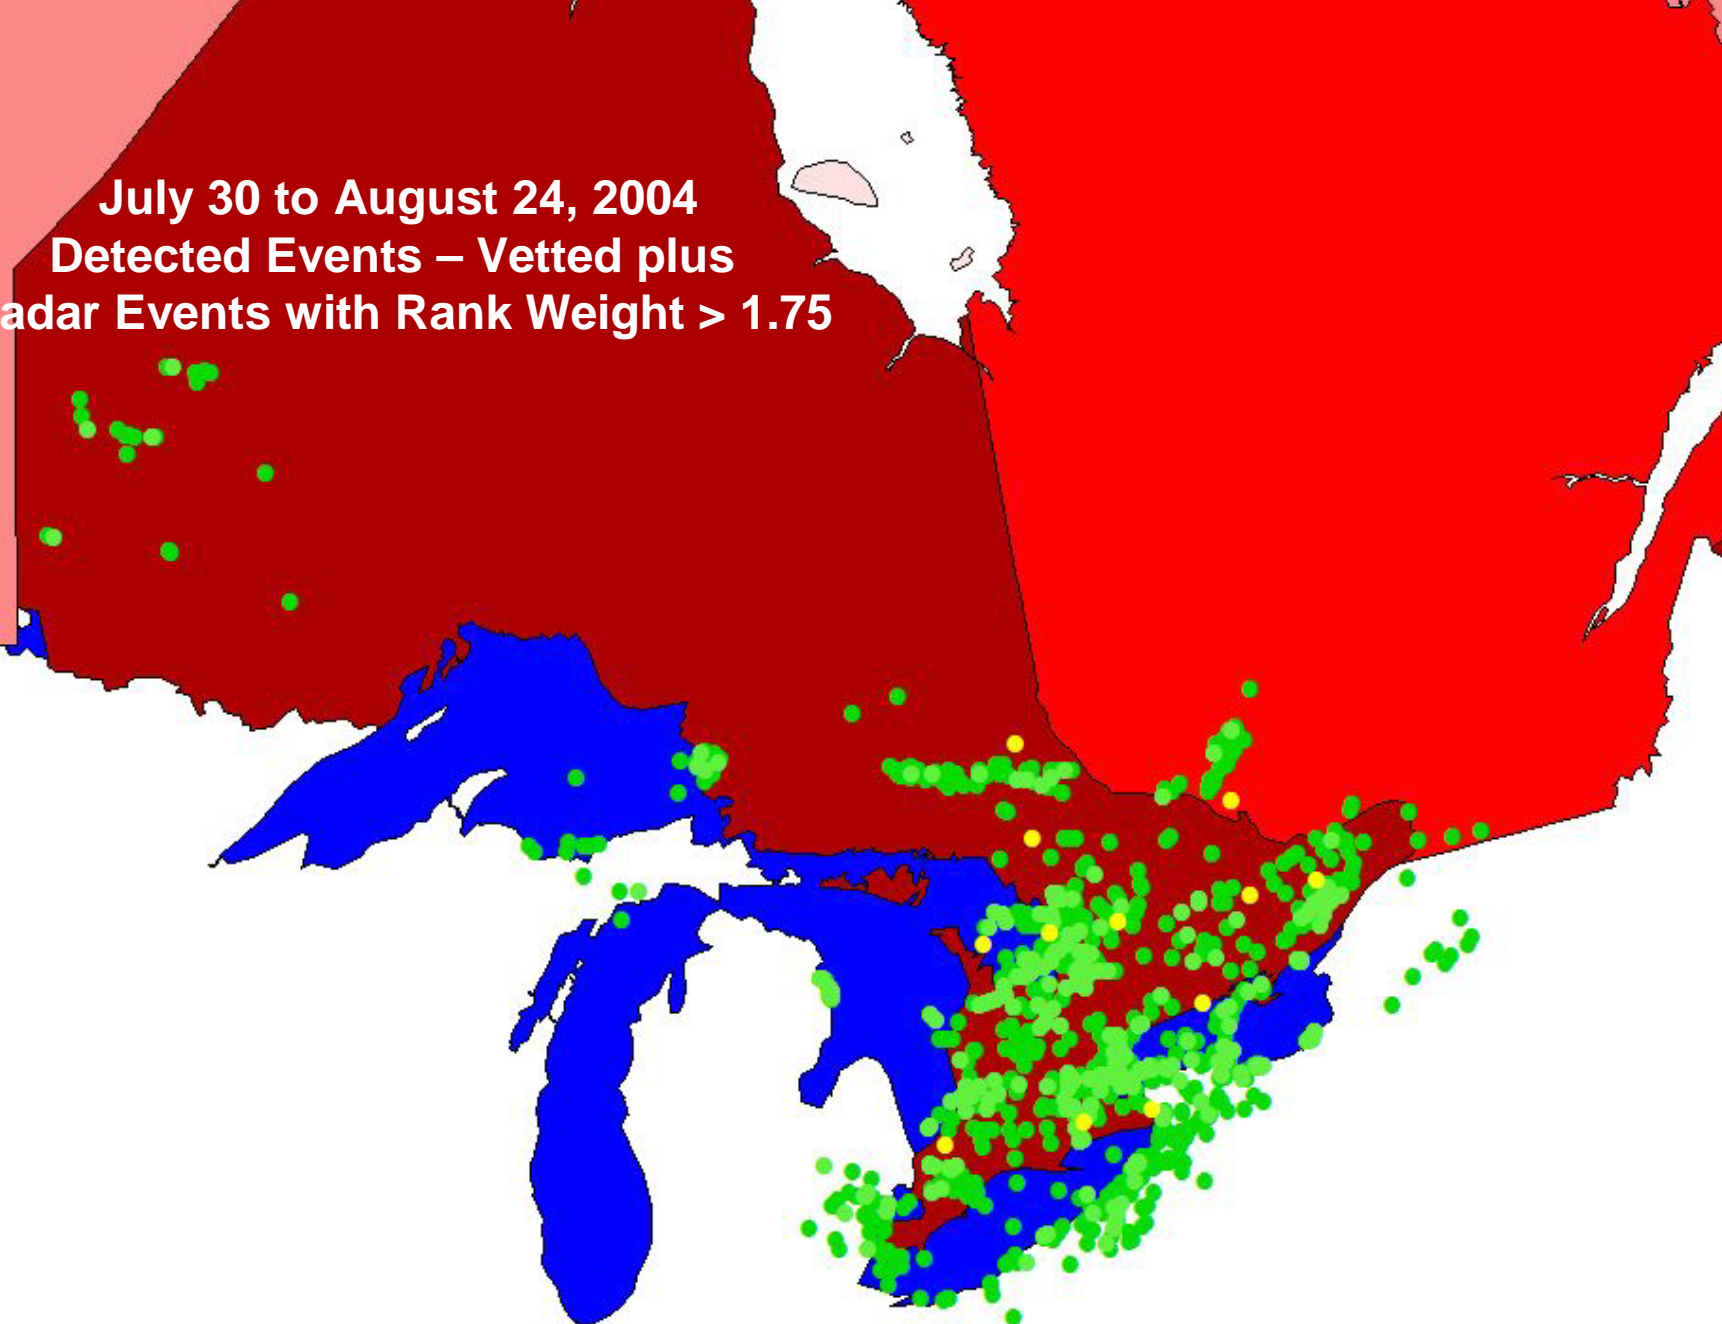 July 30 to August 24, 2004
Detected Events – Vetted plus
adar Events with Rank Weight > 1.75